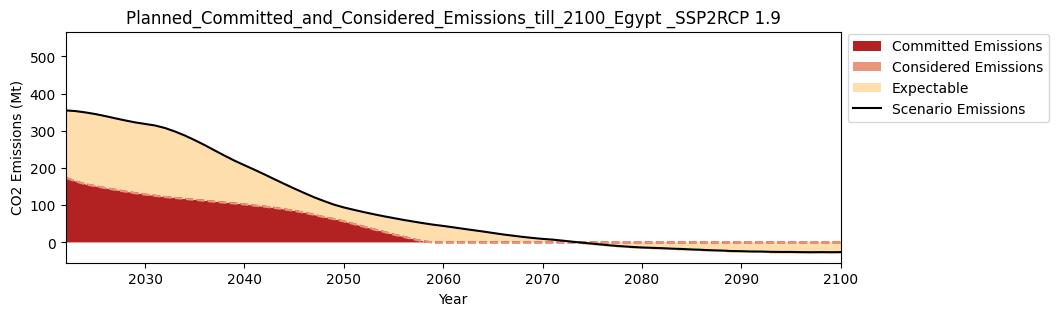 Planned_Committed_and_Considered_Emissions_till_2100_Egypt _SSP2RCP 1.9
CO2 Emissions (Mt)
500
400
300
200
100
0
2030 2040 2050 2060 2070 2080 2090 2100
Year
Committed Emissions
Considered Emissions
Expectable
Scenario Emissions